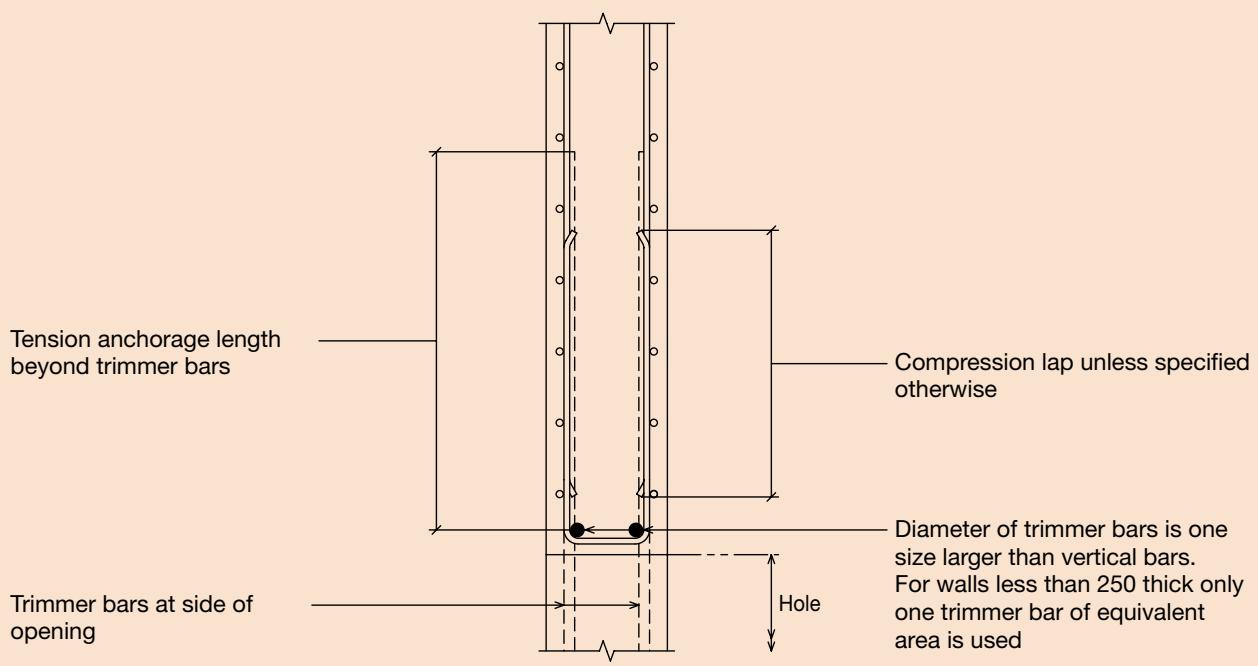 Tension anchorage length
beyond trimmer bars
Compression lap unless specified
otherwise
Diameter of trimmer bars is one
size larger than vertical bars.
For walls less than 250 thick only
one trimmer bar of equivalent
area is used
Trimmer bars at side of
opening
Hole